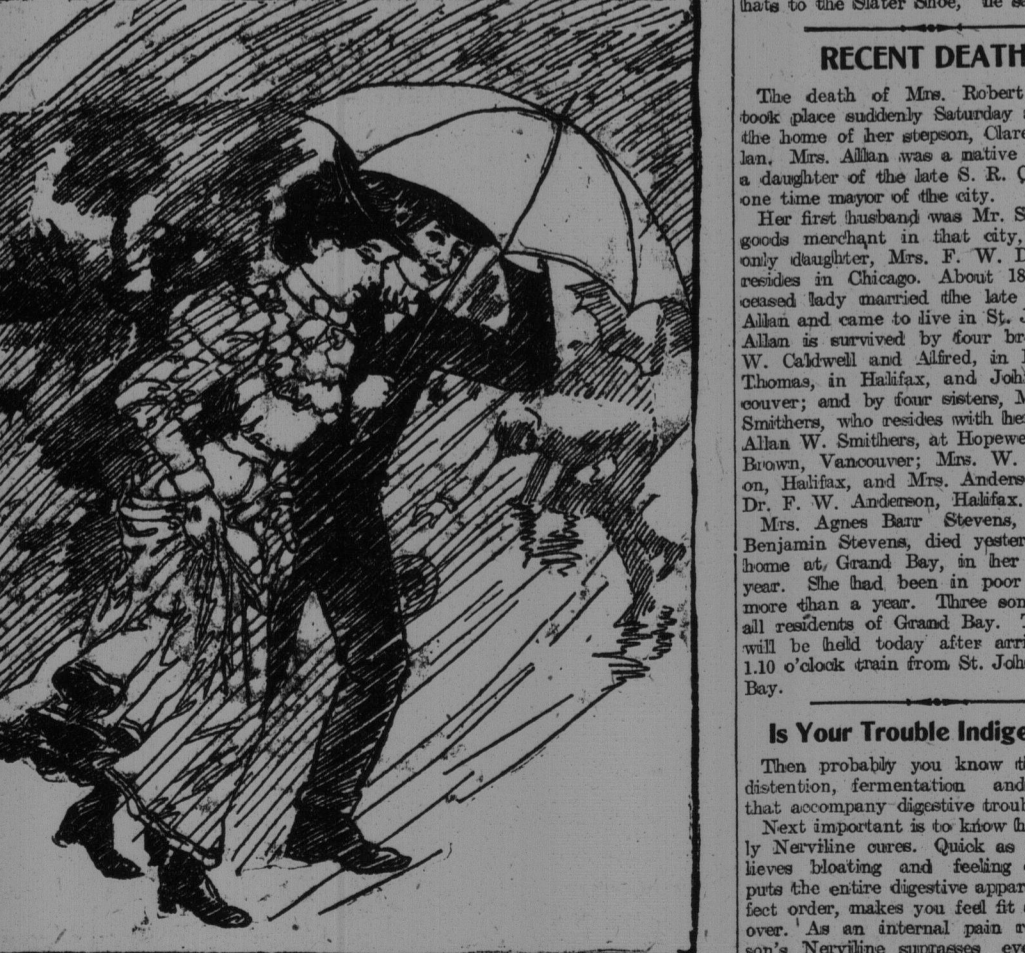 hats to the Slater Shoe," he
RECENT DEATH
The death of Mrs. Robert
took place suddenly Saturday
the home of her stepson, Clare
lan. Mrs. Allan was a native
a daughter of the late S. R.
one time mayor of the city.
Her first husband was Mr. S
goods merchant in that city,
only daughter, Mrs. F. W. D
resides in Chicago. About 18
ceased lady married the late
Allan and came to live in St. J
Allan is survived by four br
W. Caldwell and Alfred, in
Thomas, in Halifax, and Joh
couver; and by four sisters, M
Smithers, who resides with he
Allan W. Smithers, at Hopewe
Brown, Vancouver; Mrs. W.
on, Halifax, and Mrs. Anders
Dr. F. W. Anderson, Halifax.
Mrs. Agnes Barr Stevens,
Benjamin Stevens, died yester
home at Grand Bay, in her
year. She had been in poor
more than a year. Three son
all residents of Grand Bay. T
will be held today after arri
1.10 o'clock train from St. Joh
Bay.
Is Your Trouble Indige
Then probably you know th
distention, fermentation and
that accompany digestive troub
Next important is to know h
ly Nerviline cures. Quick as
lieves bloating and feeling
puts the entire digestive appar
fect order, makes you feel fit
over. As an internal pain r
son's Nerviline surpasses eve